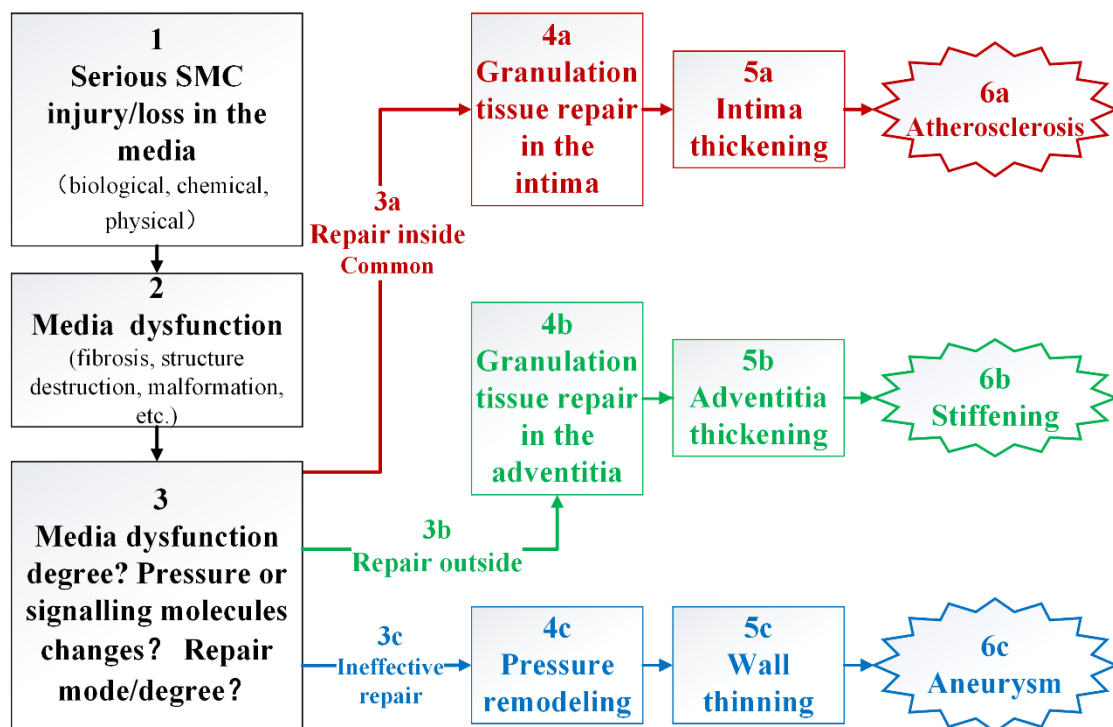 1
Serious SMC
injury/loss in the
media
（biological, chemical,
physical）
2
Media dysfunction
(fibrosis, structure
destruction, malformation,
etc.)
3
Media dysfunction
degree? Pressure or
signalling molecules
changes? Repair
mode/degree？
3a
Repair inside
Common
4a
Granulation
tissue repair
in the
intima
5a
Intima
thickening
6a
Atherosclerosis
3b
Repair outside
4b
Granulation
tissue repair
in the
adventitia
5b
Adventitia
thickening
6b
Stiffening
3c
Ineffective
repair
4c
Pressure
remodeling
5c
Wall
thinning
6c
Aneurysm